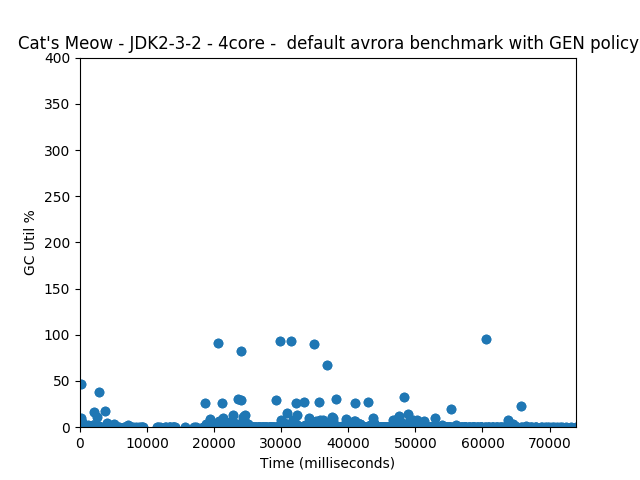 Cat's Meow - JDK2-3-2 - 4core -  default avrora benchmark with GEN policy
400
350
300
250
200
150
100
50
0
GC Util %
0 10000 20000 30000 40000 50000 60000 70000
Time (milliseconds)